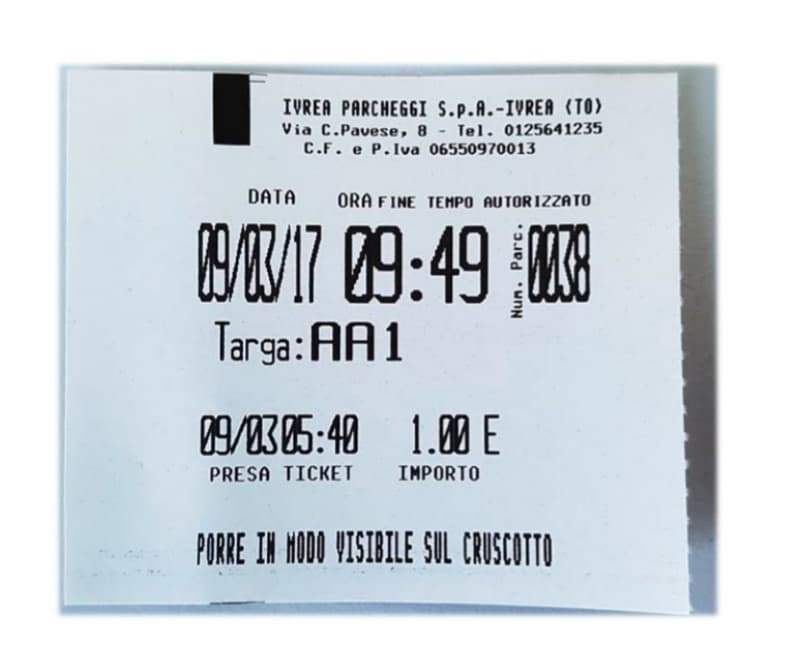 IVREA PARCHEGGI S.p.A.-IVREA (TO)
Via C.Pavese, 8 - Tel. 0125641235
C.F. e P.Iva 06550970013
DATA ORA FINE TEMPO AUTORIZZATO
09/03/17 09:49 Num. Parc. 0038
Targa:AA1
09/03 05:40 1.00 E
PRESA TICKET IMPORTO
PORRE IN MODO VISIBILE SUL CRUSCOTTO